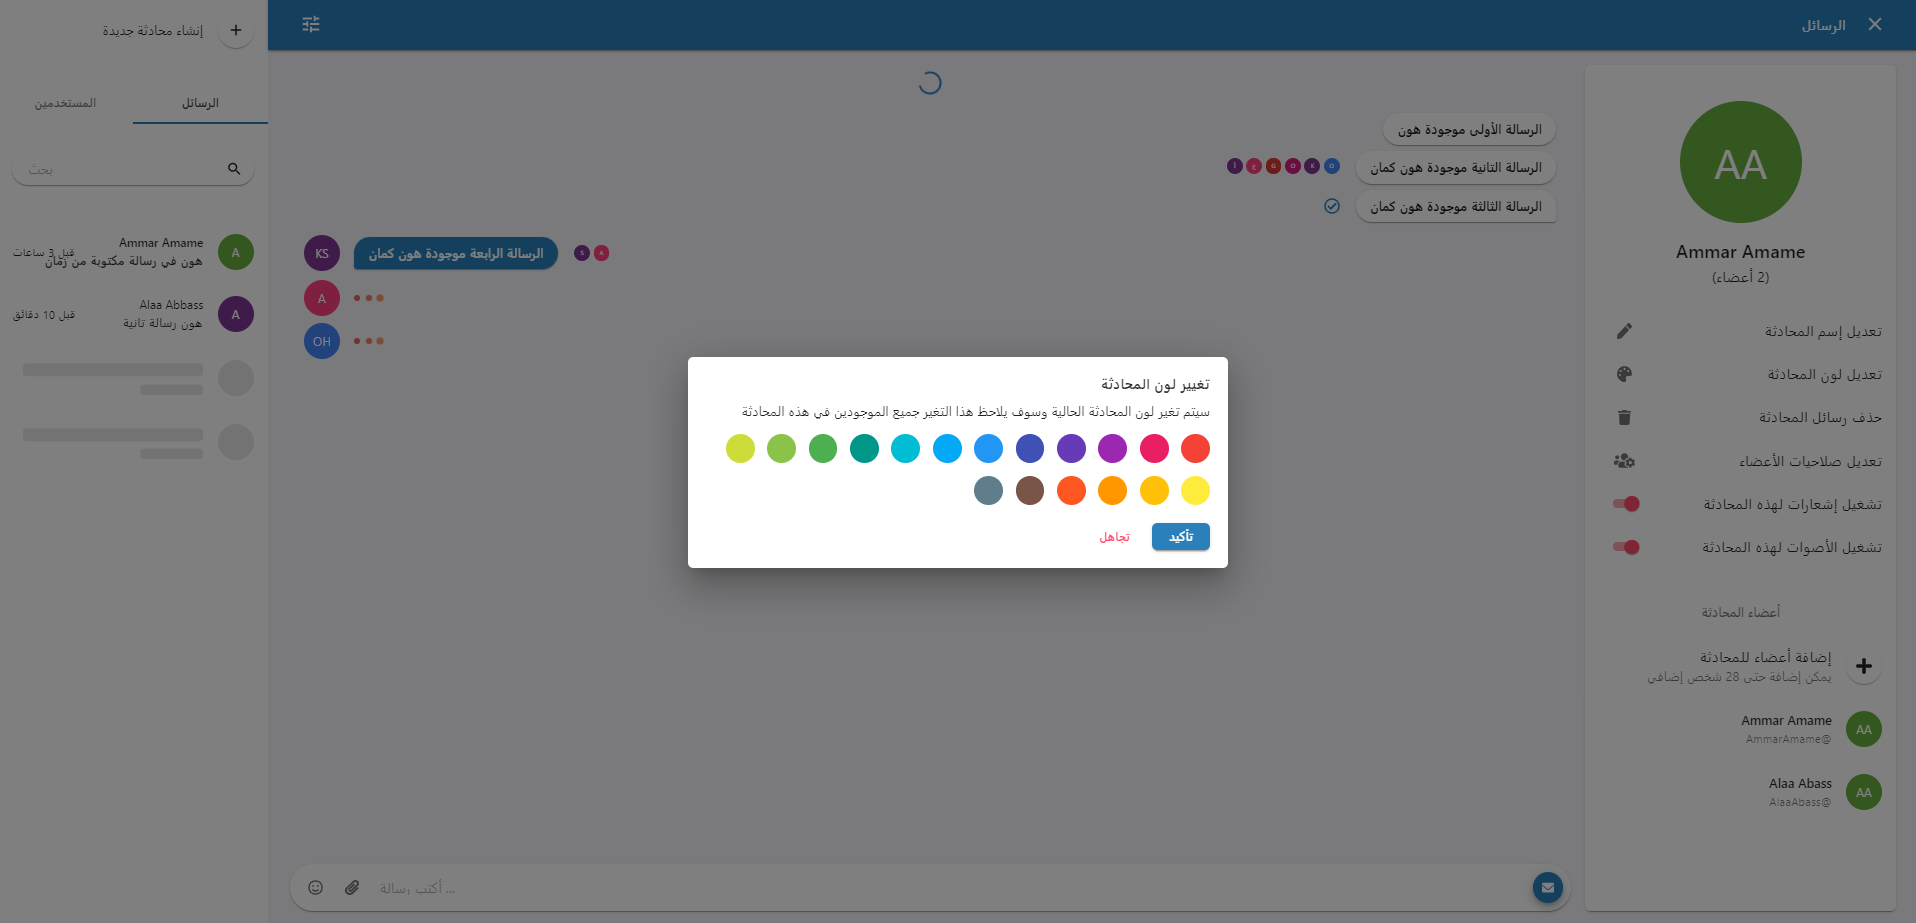 الرسائل
إنشاء محادثة جديدة
الرسائل
المستخدمين
بحث
Ammar Amame
هون في رسالة مكتوبة من زمان
قبل 3 ساعات
A
Alaa Abbass
هون رسالة تانية
قبل 10 دقائق
A
الرسالة الأولى موجودة هون
الرسالة الثانية موجودة هون كمان
الرسالة الثالثة موجودة هون كمان
KS
الرسالة الرابعة موجودة هون كمان
A
OH
تغيير لون المحادثة
سيتم تغير لون المحادثة الحالية وسوف يلاحظ هذا التغير جميع الموجودين في هذه المحادثة
تأكيد
تجاهل
أكتب رسالة ...
AA
Ammar Amame
(2 أعضاء)
تعديل إسم المحادثة
تعديل لون المحادثة
حذف رسائل المحادثة
تعديل صلاحيات الأعضاء
تشغيل إشعارات لهذه المحادثة
تشغيل الأصوات لهذه المحادثة
أعضاء المحادثة
إضافة أعضاء للمحادثة
يمكن إضافة حتى 28 شخص إضافي
AA
Ammar Amame
AmmarAmame@
AA
Alaa Abass
AlaaAbass@